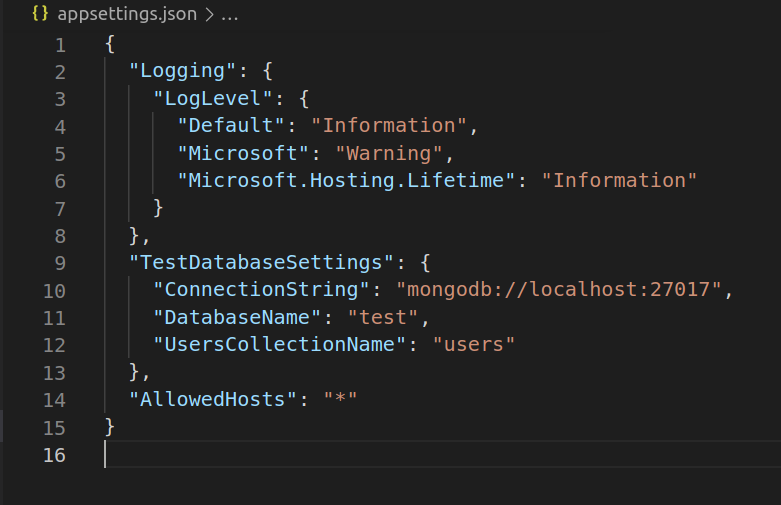 {} appsettings.json > ...
1 {
2   "Logging": {
3     "LogLevel": {
4       "Default": "Information",
5       "Microsoft": "Warning",
6       "Microsoft.Hosting.Lifetime": "Information"
7     }
8   },
9   "TestDatabaseSettings": {
10     "ConnectionString": "mongodb://localhost:27017",
11     "DatabaseName": "test",
12     "UsersCollectionName": "users"
13   },
14   "AllowedHosts": "*"
15 }
16